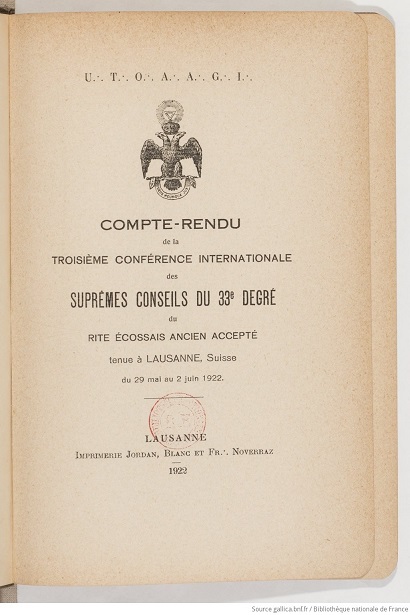 U∴ T∴ O∴ A∴ A∴ G∴ I∴
COMPTE-RENDU
de la
TROISIÈME CONFÉRENCE INTERNATIONALE
des
SUPRÊMES CONSEILS DU 33e DEGRÉ
du
RITE ÉCOSSAIS ANCIEN ACCEPTÉ
tenue à LAUSANNE, Suisse
du 29 mai au 2 juin 1922.
LAUSANNE
IMPRIMERIE JORDAN, BLANC ET FR∴ NOVERRAZ
1922
Source gallica.bnf.fr / Bibliothèque nationale de France